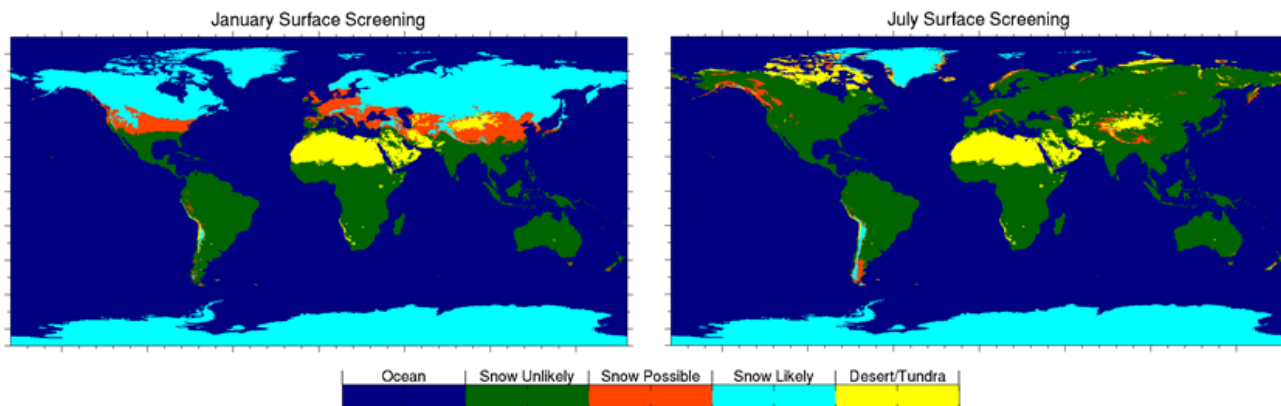 January Surface Screening
July Surface Screening
Ocean
Snow Unlikely
Snow Possible
Snow Likely
Desert/Tundra